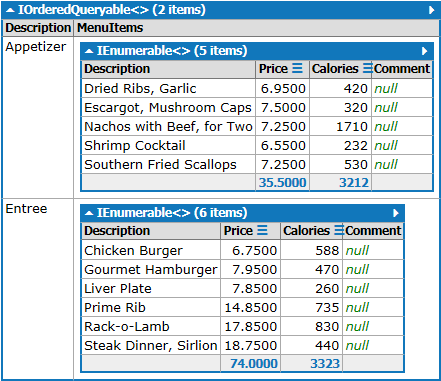 IOrderedQueryable<> (2 items)
Description MenuItems
Appetizer
IEnumerable<> (5 items)
Description Price Calories Comment
Dried Ribs, Garlic 6.9500 420 null
Escargot, Mushroom Caps 7.5000 320 null
Nachos with Beef, for Two 7.2500 1710 null
Shrimp Cocktail 6.5500 232 null
Southern Fried Scallops 7.2500 530 null
35.5000 3212
Entree
IEnumerable<> (6 items)
Description Price Calories Comment
Chicken Burger 6.7500 588 null
Gourmet Hamburger 7.9500 470 null
Liver Plate 7.8500 260 null
Prime Rib 14.8500 735 null
Rack-o-Lamb 17.8500 830 null
Steak Dinner, Sirlion 18.7500 440 null
74.0000 3323